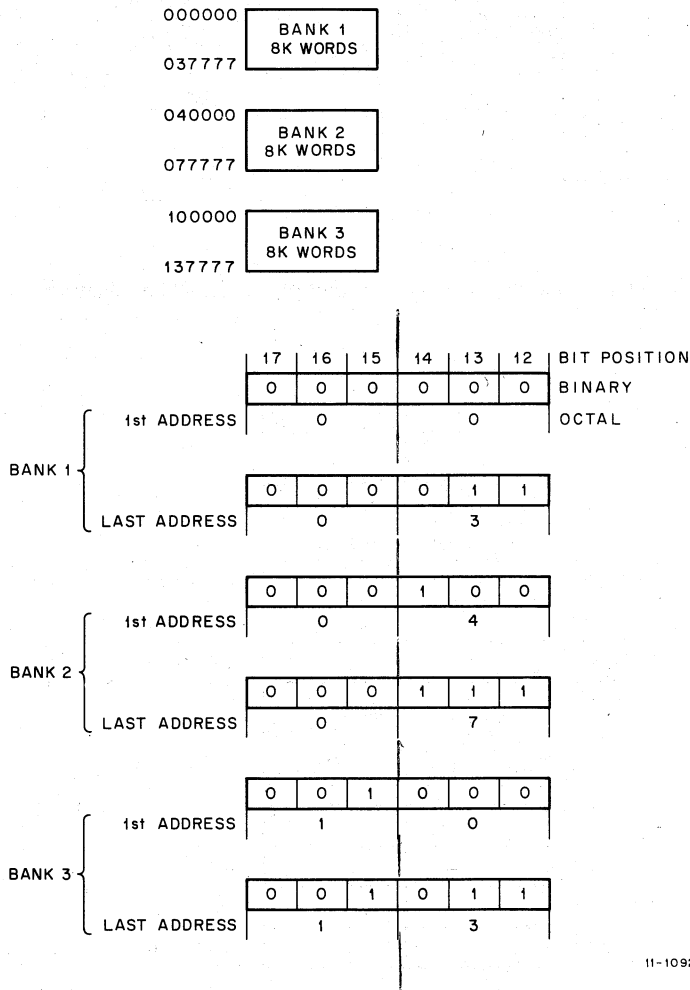 000000
BANK 1
8K WORDS
037777
040000
BANK 2
8K WORDS
077777
100000
BANK 3
8K WORDS
137777
17 16 15 14 13 12 BIT POSITION
0 0 0 0 0 0 BINARY
1st ADDRESS 0 0 OCTAL
BANK 1
0 0 0 0 1 1
LAST ADDRESS 0 3
0 0 0 1 0 0
1st ADDRESS 0 4
BANK 2
0 0 0 1 1 1
LAST ADDRESS 0 7
0 0 1 0 0 0
1st ADDRESS 1 0
BANK 3
0 0 1 0 1 1
LAST ADDRESS 1 3
11-1092